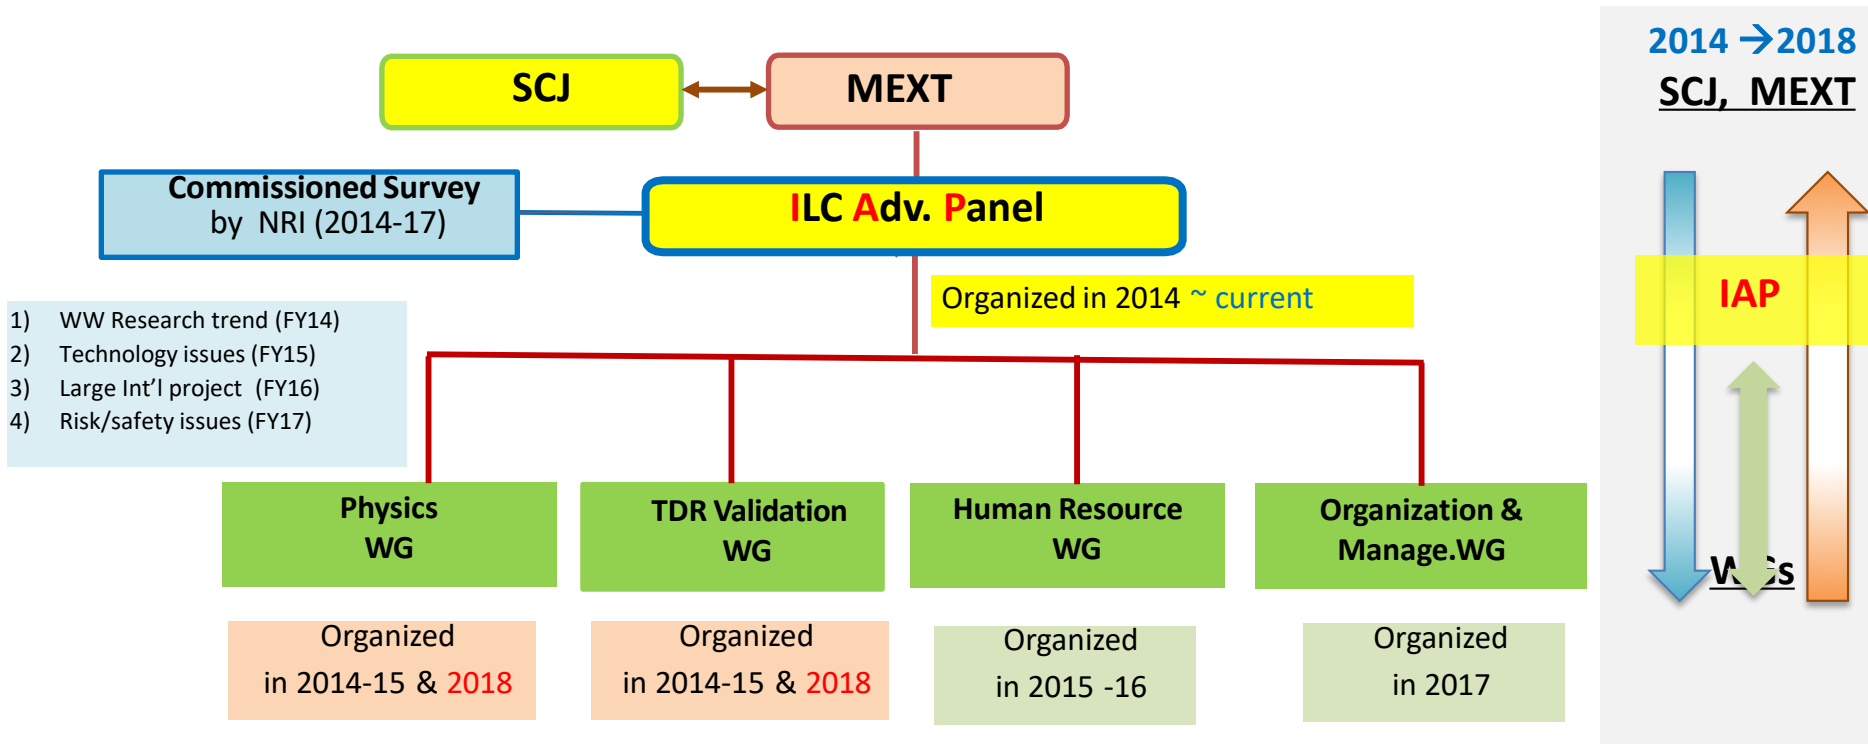 SCJ
MEXT
Commissioned Survey
by NRI (2014-17)
ILC Adv. Panel
Organized in 2014 ~ current
1) WW Research trend (FY14)
2) Technology issues (FY15)
3) Large Int’l project (FY16)
4) Risk/safety issues (FY17)
Physics
WG
TDR Validation
WG
Human Resource
WG
Organization &
Manage.WG
Organized
in 2014-15 & 2018
Organized
in 2014-15 & 2018
Organized
in 2015 -16
Organized
in 2017
2014 →2018
SCJ, MEXT
IAP
WGs